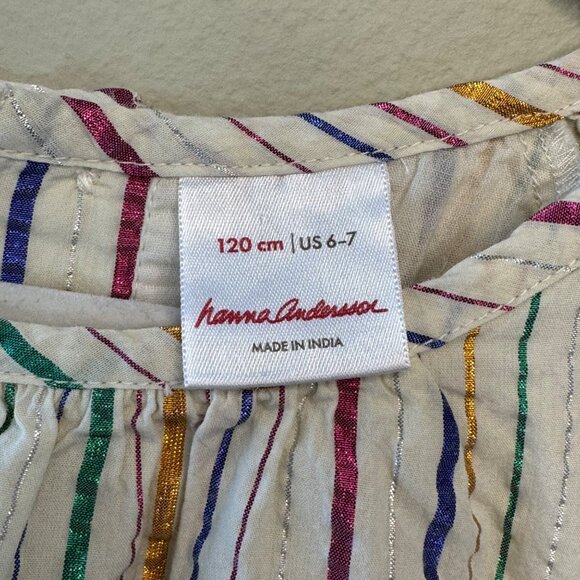 120 cm | US 6-7
hanna Andersson
MADE IN INDIA